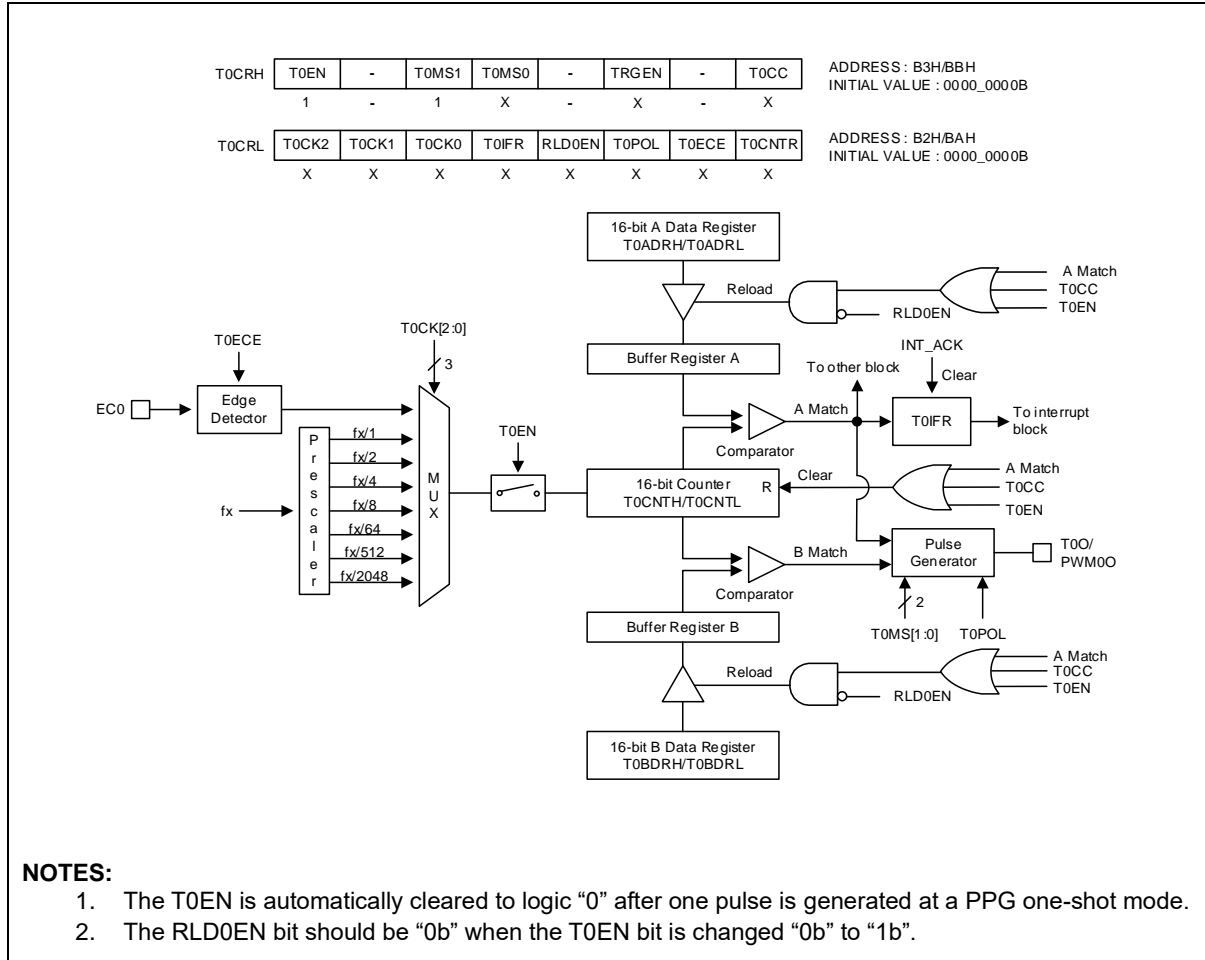 T0CRH T0EN - T0MS1 T0MS0 - TRGEN - T0CC
ADDRESS : B3H/BBH
INITIAL VALUE : 0000_0000B
1 - 1 X - X - X
T0CRL T0CK2 T0CK1 T0CK0 T0IFR RLD0EN T0POL T0ECE T0CNTR
ADDRESS : B2H/BAH
INITIAL VALUE : 0000_0000B
X X X X X X X X
16-bit A Data Register
T0ADRH/T0ADRL
Reload
A Match
T0CC
T0EN
RLD0EN
T0ECE
T0CK[2:0]
3
Buffer Register A
To other block
INT_ACK
Clear
EC0
Edge
Detector
A Match
T0IFR
To interrupt
block
Comparator
Prescaler
fx/1
fx/2
fx/4
fx/8
fx/64
fx/512
fx/2048
fx
MUX
T0EN
16-bit Counter
T0CNTH/T0CNTL
R
Clear
A Match
T0CC
T0EN
B Match
Pulse
Generator
T0O/
PWM0O
Comparator
2
T0MS[1:0]
T0POL
Buffer Register B
Reload
A Match
T0CC
T0EN
RLD0EN
16-bit B Data Register
T0BDRH/T0BDRL
NOTES:
1. The T0EN is automatically cleared to logic “0” after one pulse is generated at a PPG one-shot mode.
2. The RLD0EN bit should be “0b” when the T0EN bit is changed “0b” to “1b”.